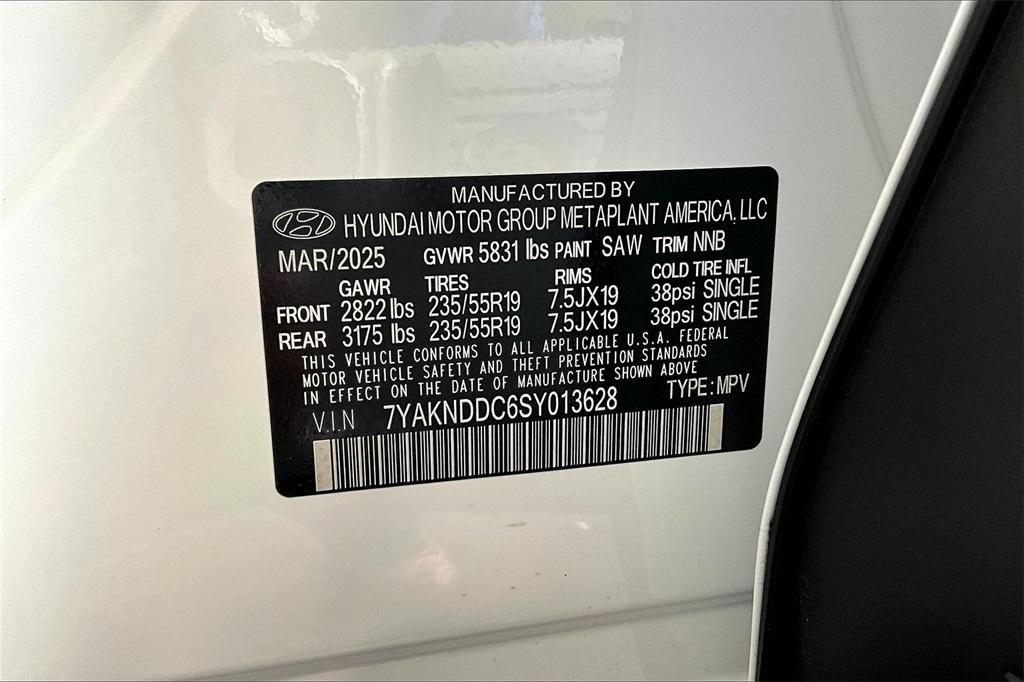 MANUFACTURED BY
HYUNDAI MOTOR GROUP METAPLANT AMERICA, LLC
MAR/2025 GVWR 5831 lbs PAINT SAW TRIM NNB
GAWR TIRES RIMS COLD TIRE INFL
FRONT 2822 lbs 235/55R19 7.5JX19 38psi SINGLE
REAR 3175 lbs 235/55R19 7.5JX19 38psi SINGLE
THIS VEHICLE CONFORMS TO ALL APPLICABLE U.S.A. FEDERAL
MOTOR VEHICLE SAFETY AND THEFT PREVENTION STANDARDS
IN EFFECT ON THE DATE OF MANUFACTURE SHOWN ABOVE
V.I.N 7YAKNDDC6SY013628 TYPE: MPV